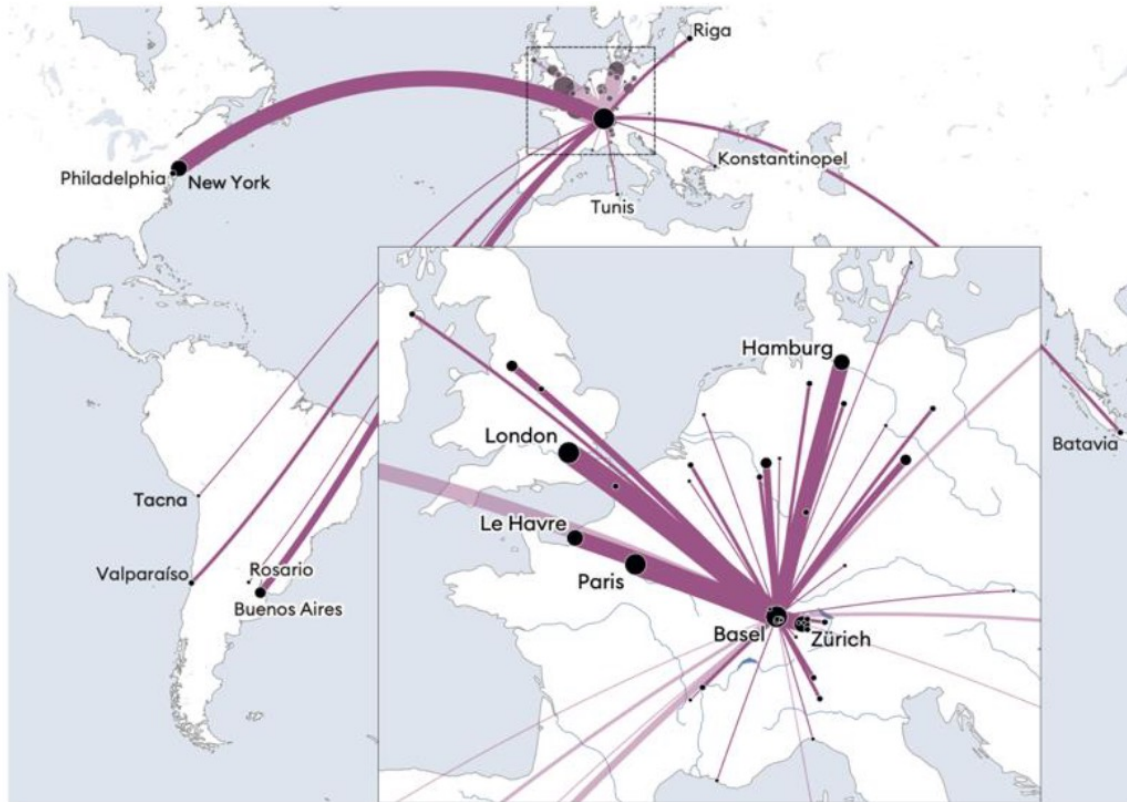 Riga
Philadelphia
New York
Konstantinopel
Tunis
Hamburg
London
Batavia
Tacna
Le Havre
Rosario
Valparaíso
Paris
Buenos Aires
Basel
Zürich